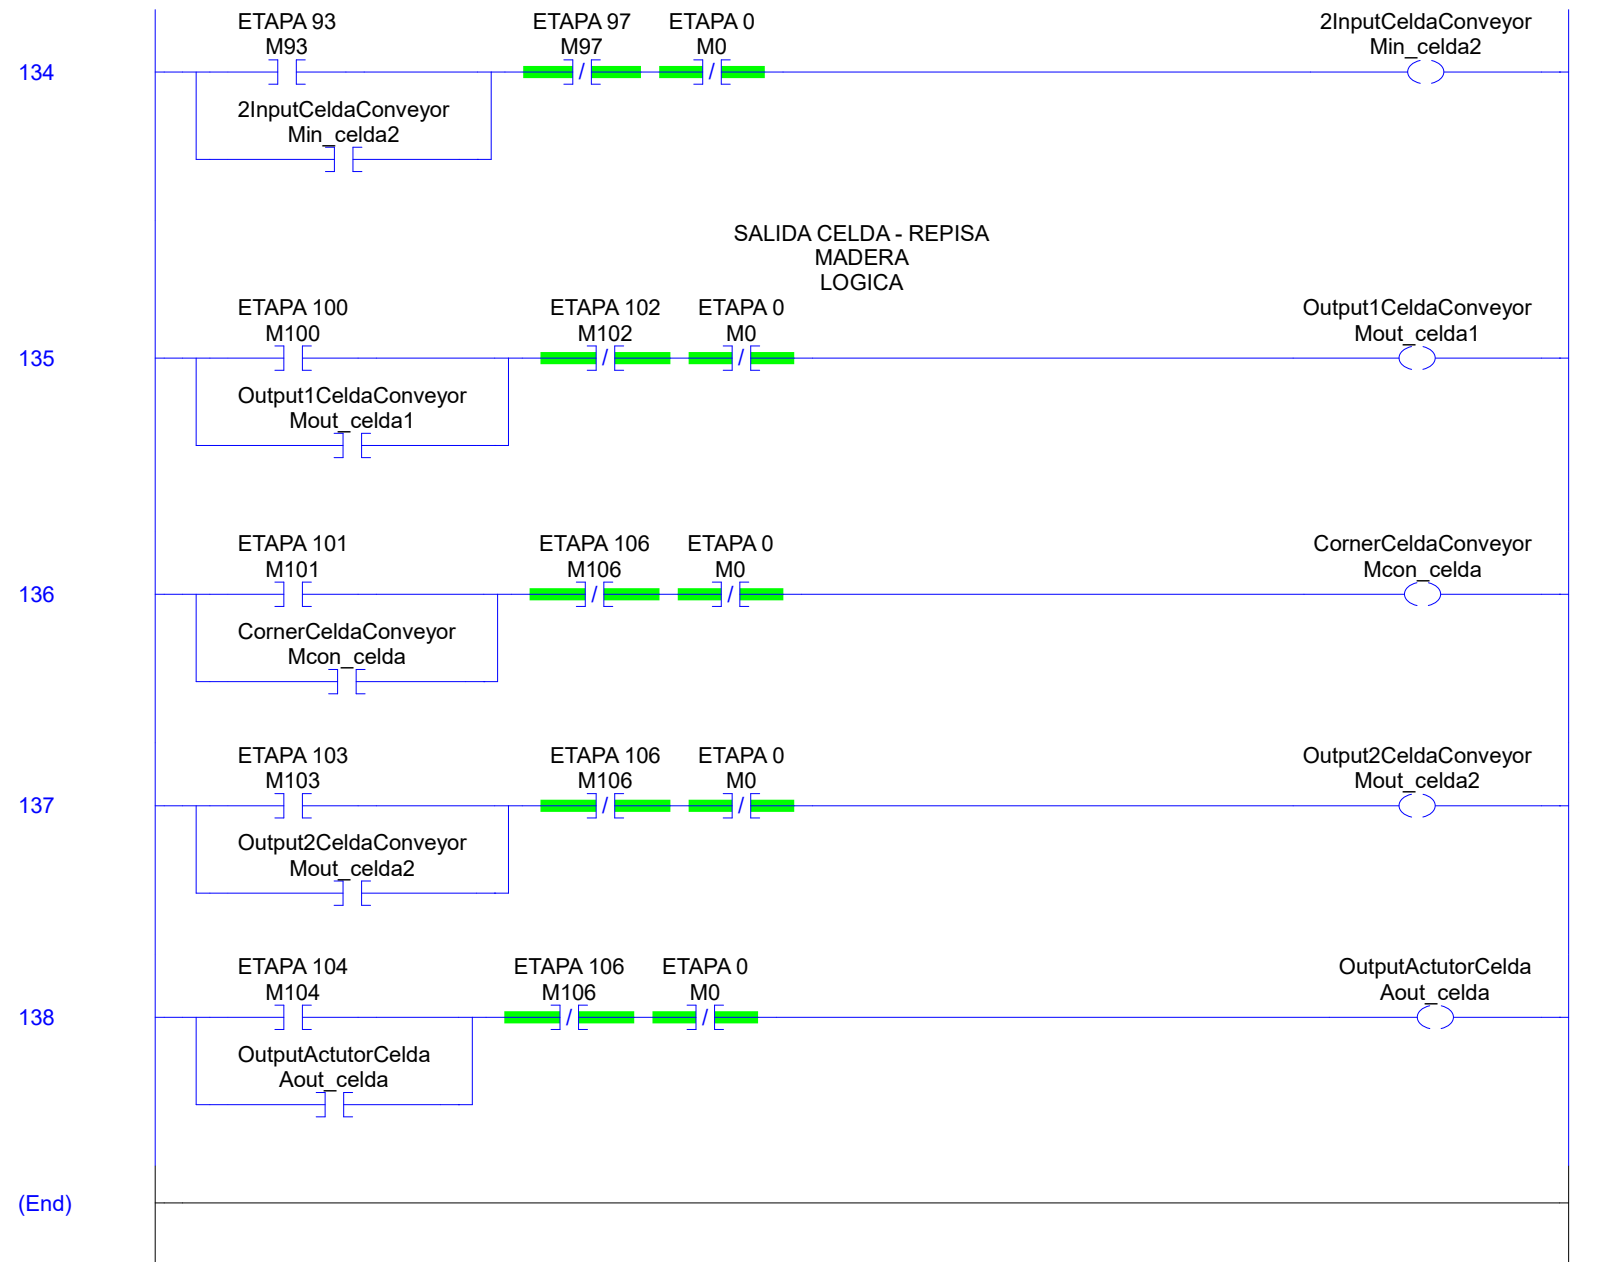 ETAPA 93 ETAPA 97 ETAPA 0 2InputCeldaConveyor
M93 M97 M0 Min_celda2
134
2InputCeldaConveyor
Min_celda2
SALIDA CELDA - REPISA
MADERA
LOGICA
ETAPA 100 ETAPA 102 ETAPA 0 Output1CeldaConveyor
M100 M102 M0 Mout_celda1
135
Output1CeldaConveyor
Mout_celda1
ETAPA 101 ETAPA 106 ETAPA 0 CornerCeldaConveyor
M101 M106 M0 Mcon_celda
136
CornerCeldaConveyor
Mcon_celda
ETAPA 103 ETAPA 106 ETAPA 0 Output2CeldaConveyor
M103 M106 M0 Mout_celda2
137
Output2CeldaConveyor
Mout_celda2
ETAPA 104 ETAPA 106 ETAPA 0 OutputActutorCelda
M104 M106 M0 Aout_celda
138
OutputActutorCelda
Aout_celda
(End)